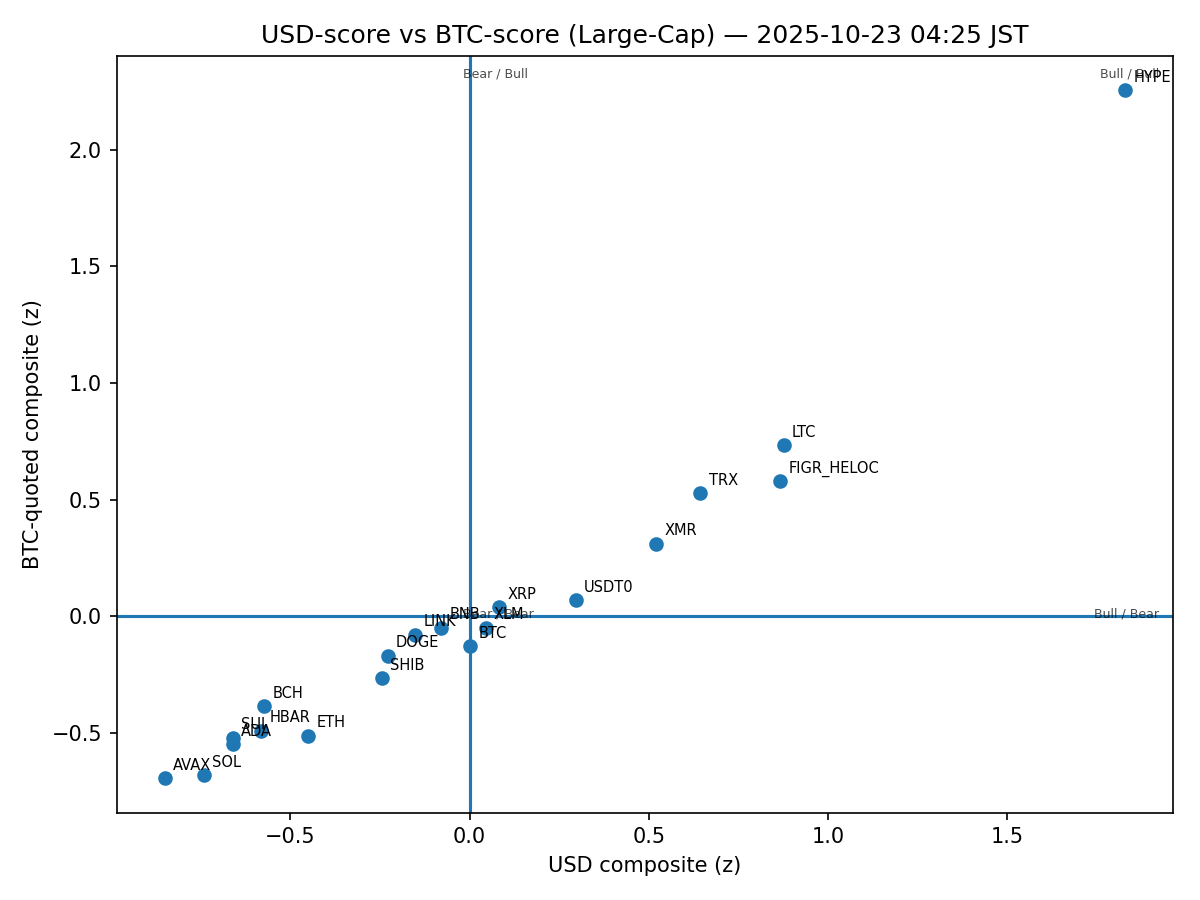 USD-score vs BTC-score (Large-Cap) — 2025-10-23 04:25 JST
Bear / Bull
Bull / Bull
HYPE
2.0
1.5
1.0
0.5
0.0
−0.5
BTC-quoted composite (z)
LTC
FIGR_HELOC
TRX
XMR
USDT0
XRP
BNB
Bear / Bear
XLM
Bull / Bear
LINK
BTC
DOGE
SHIB
BCH
HBAR
ETH
SUI
ADA
SOL
AVAX
−0.5
0.0
0.5
1.0
1.5
USD composite (z)